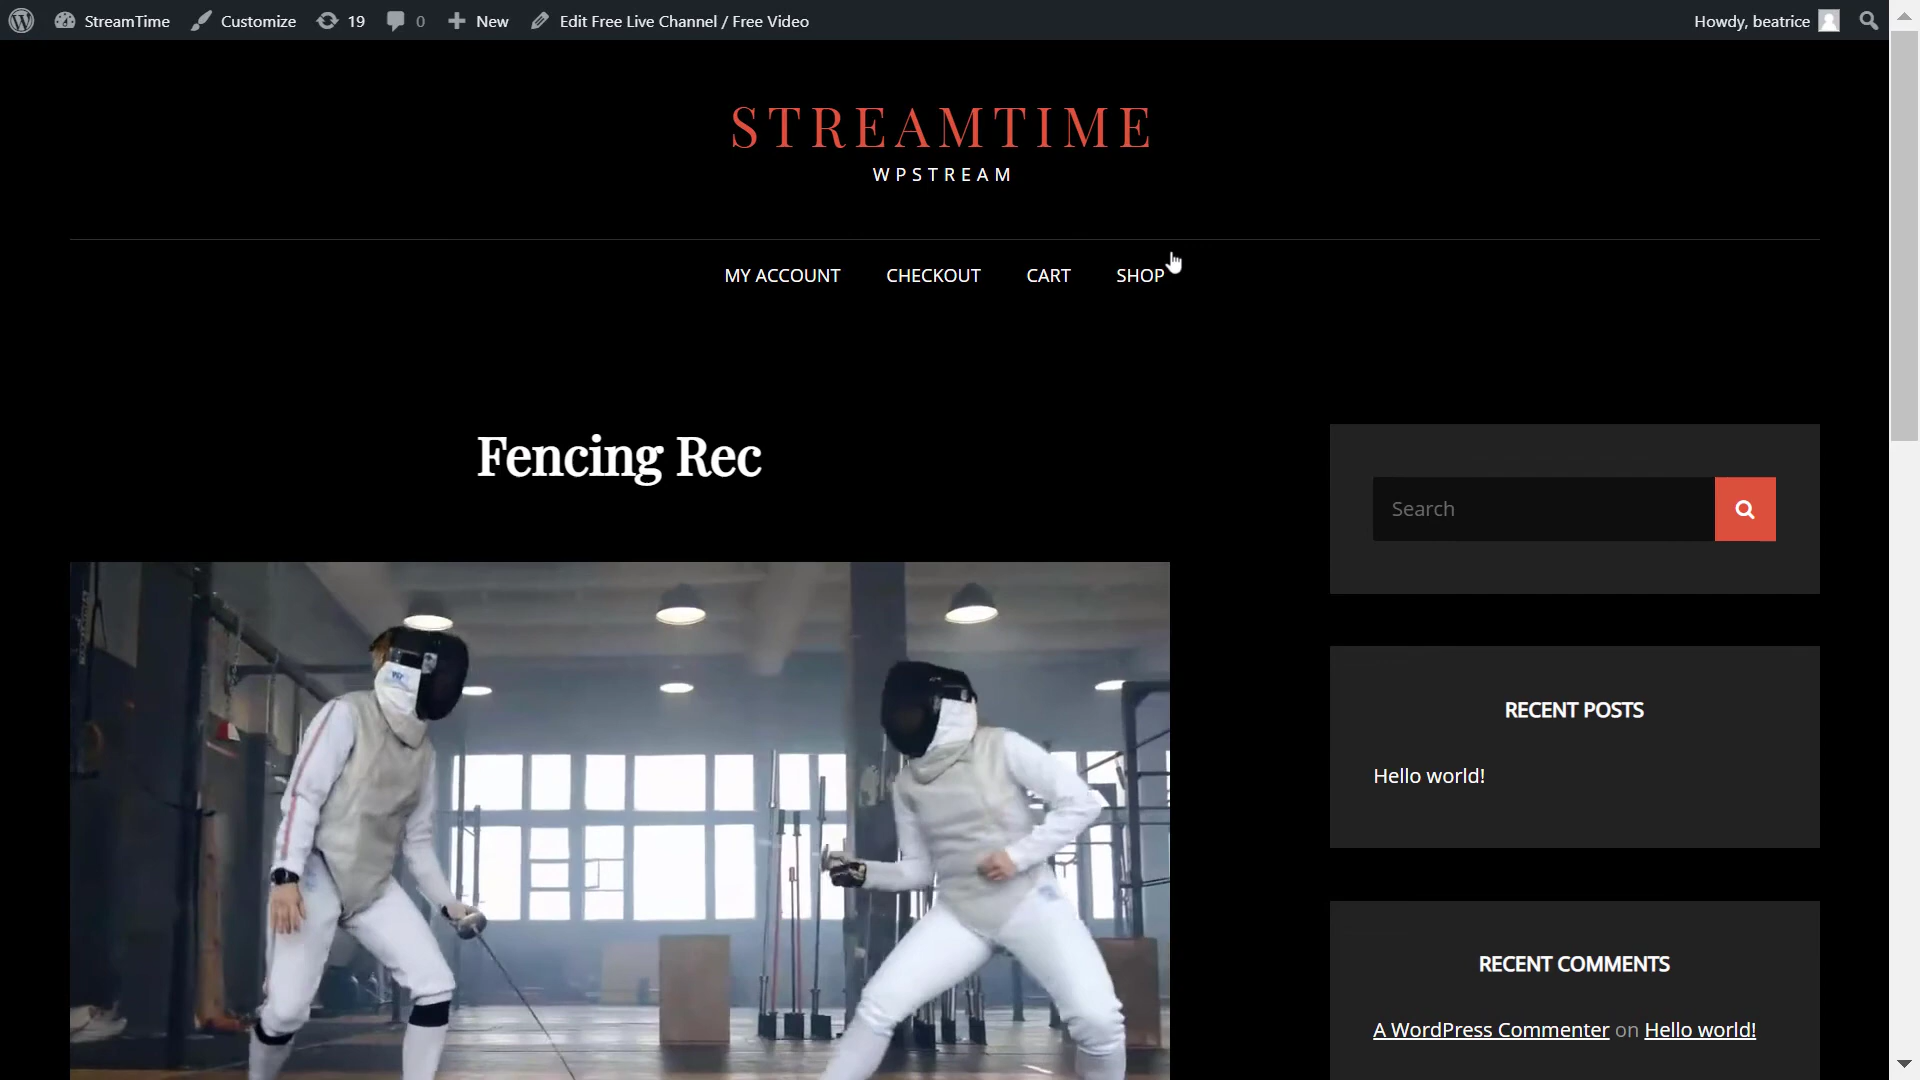 StreamTime Customize 19 0 New Edit Free Live Channel / Free Video Howdy, beatrice
STREAMTIME
WPSTREAM
MY ACCOUNT CHECKOUT CART SHOP
Fencing Rec
Search
RECENT POSTS
Hello world!
RECENT COMMENTS
A WordPress Commenter on Hello world!